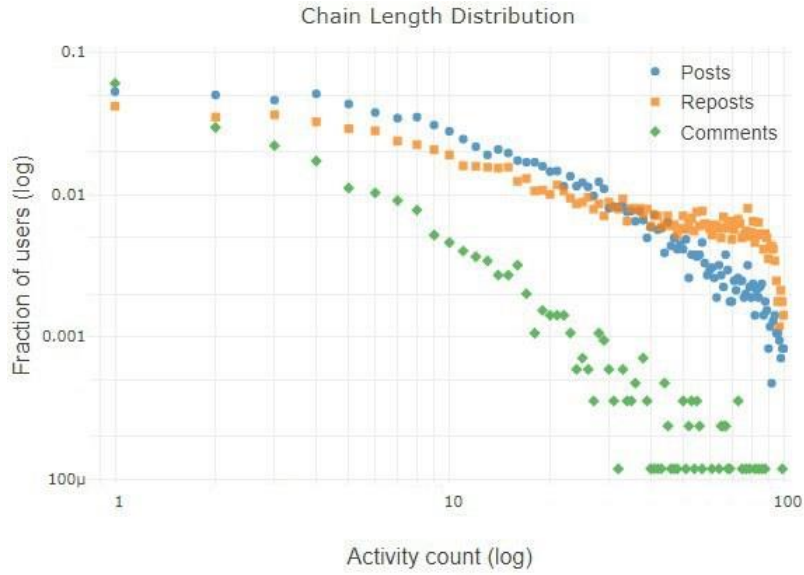 Chain Length Distribution
0.1
Posts
Reposts
Comments
0.01
Fraction of users (log)
0.001
100μ
1
10
100
Activity count (log)